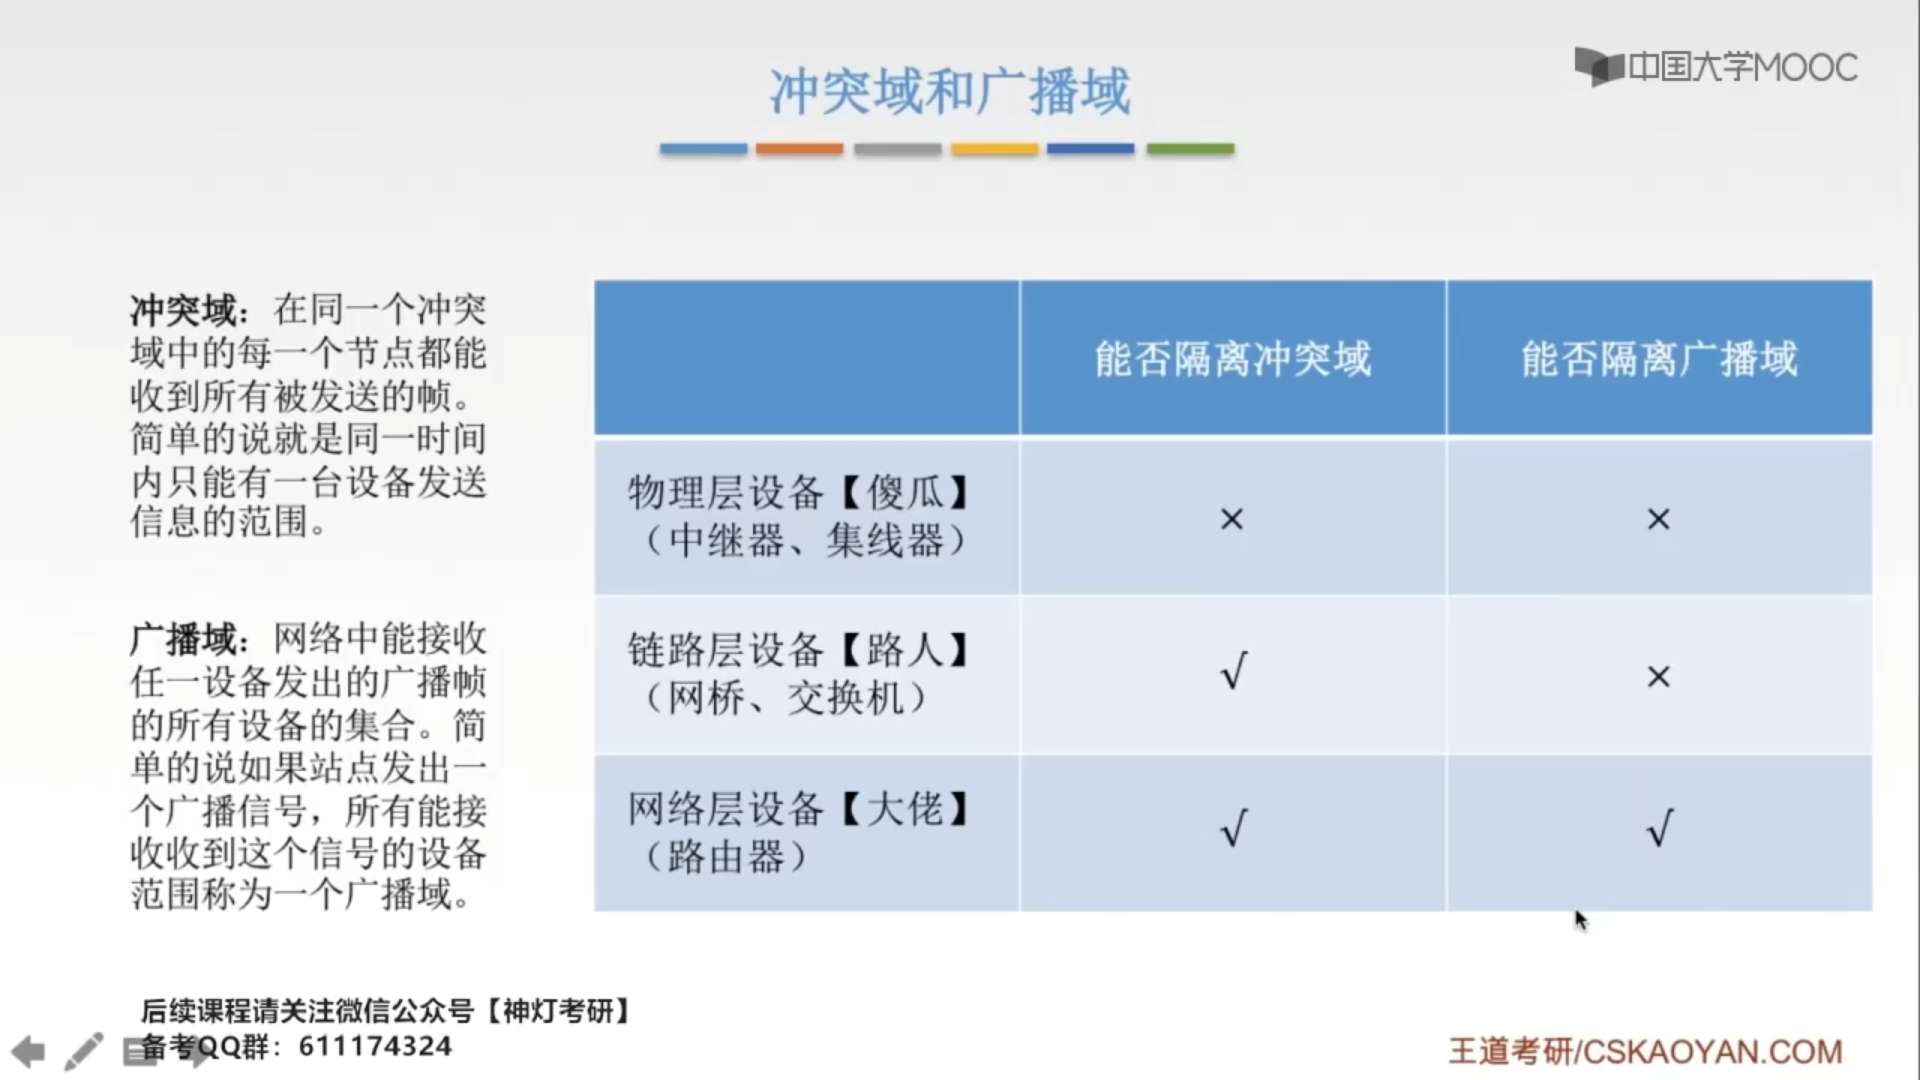 中国大学MOOC
冲突域和广播域
冲突域：在同一个冲突
域中的每一个节点都能
收到所有被发送的帧。
简单的说就是同一时间
内只能有一台设备发送
信息的范围。
广播域：网络中能接收
任一设备发出的广播帧
的所有设备的集合。简
单的说如果站点发出一
个广播信号，所有能接
收收到这个信号的设备
范围称为一个广播域。
能否隔离冲突域 能否隔离广播域
物理层设备【傻瓜】
（中继器、集线器）
× ×
链路层设备【路人】
（网桥、交换机）
√ ×
网络层设备【大佬】
（路由器）
√ √
后续课程请关注微信公众号【神灯考研】
备考QQ群：611174324
王道考研/CSKAOYAN.COM